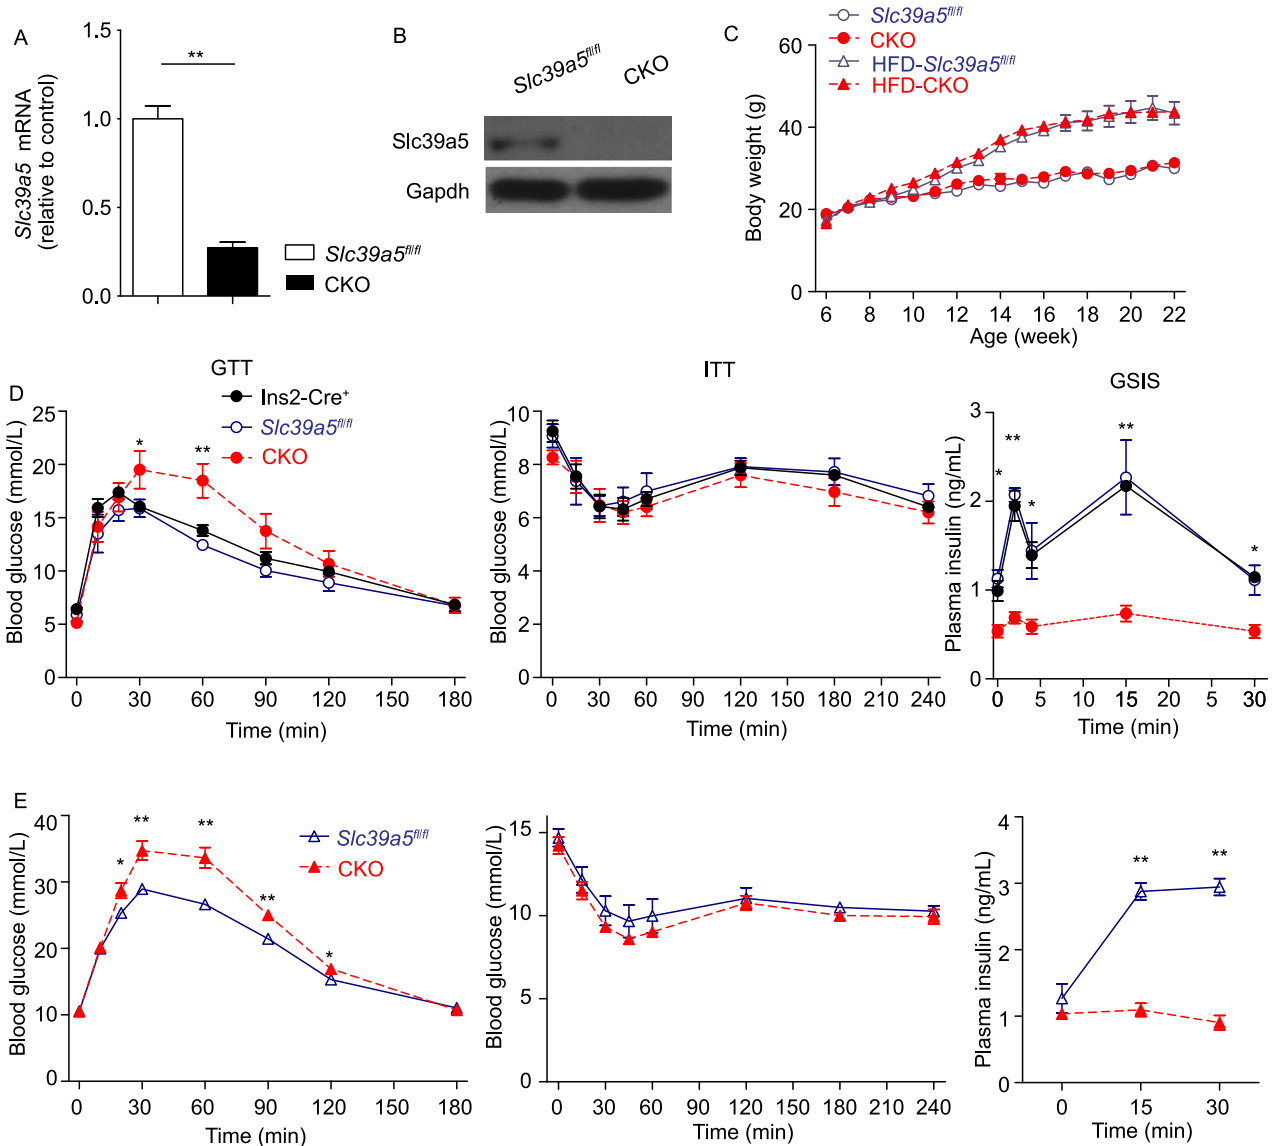 A
Slc39a5 mRNA
(relative to control)
1.0
0.5
0.0
**
Slc39a5fl/fl
CKO
B
Slc39a5fl/fl
CKO
Slc39a5
Gapdh
C
Slc39a5fl/fl
CKO
HFD-Slc39a5fl/fl
HFD-CKO
Body weight (g)
60
40
30
20
0
6 8 10 12 14 16 18 20 22
Age (week)
D
GTT
Ins2-Cre+
Slc39a5fl/fl
CKO
Blood glucose (mmol/L)
25
20
15
10
5
0
* **
0 30 60 90 120 150 180
Time (min)
ITT
Blood glucose (mmol/L)
10
8
6
4
2
0
0 30 60 90 120 150 180 210 240
Time (min)
GSIS
Plasma insulin (ng/mL)
3
2
1
0
* ** * ** *
0 5 10 15 20 5 30
Time (min)
E
Slc39a5fl/fl
CKO
Blood glucose (mmol/L)
40
30
20
10
0
* ** ** ** *
0 30 60 90 120 150 180
Time (min)
Blood glucose (mmol/L)
15
10
5
0
0 30 60 90 120 150 180 210 240
Time (min)
Plasma insulin (ng/mL)
4
3
2
1
0
** **
0 15 30
Time (min)